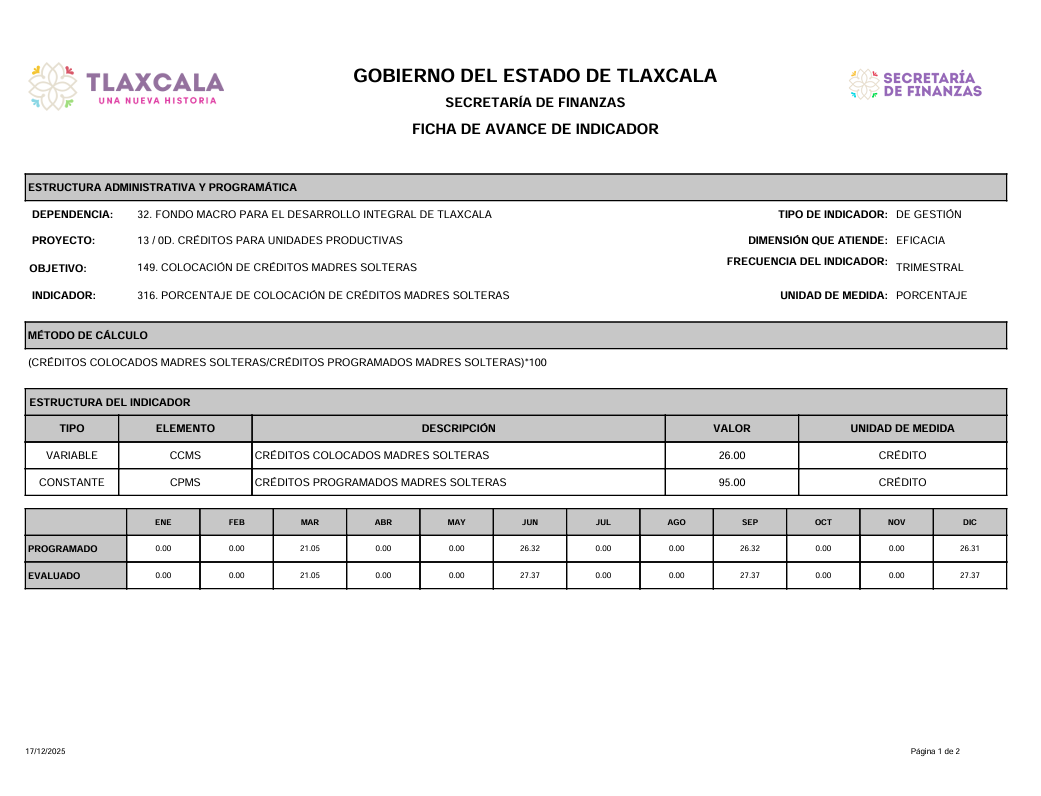 TLAXCALA
UNA NUEVA HISTORIA
GOBIERNO DEL ESTADO DE TLAXCALA
SECRETARÍA DE FINANZAS
FICHA DE AVANCE DE INDICADOR
SECRETARÍA
DE FINANZAS
ESTRUCTURA ADMINISTRATIVA Y PROGRAMÁTICA
DEPENDENCIA: 32. FONDO MACRO PARA EL DESARROLLO INTEGRAL DE TLAXCALA TIPO DE INDICADOR: DE GESTIÓN
PROYECTO: 13 / 0D. CRÉDITOS PARA UNIDADES PRODUCTIVAS DIMENSIÓN QUE ATIENDE: EFICACIA
OBJETIVO: 149. COLOCACIÓN DE CRÉDITOS MADRES SOLTERAS FRECUENCIA DEL INDICADOR: TRIMESTRAL
INDICADOR: 316. PORCENTAJE DE COLOCACIÓN DE CRÉDITOS MADRES SOLTERAS UNIDAD DE MEDIDA: PORCENTAJE
MÉTODO DE CÁLCULO
(CRÉDITOS COLOCADOS MADRES SOLTERAS/CRÉDITOS PROGRAMADOS MADRES SOLTERAS)*100
ESTRUCTURA DEL INDICADOR
TIPO ELEMENTO DESCRIPCIÓN VALOR UNIDAD DE MEDIDA
VARIABLE CCMS CRÉDITOS COLOCADOS MADRES SOLTERAS 26.00 CRÉDITO
CONSTANTE CPMS CRÉDITOS PROGRAMADOS MADRES SOLTERAS 95.00 CRÉDITO
ENE FEB MAR ABR MAY JUN JUL AGO SEP OCT NOV DIC
PROGRAMADO 0.00 0.00 21.05 0.00 0.00 26.32 0.00 0.00 26.32 0.00 0.00 26.31
EVALUADO 0.00 0.00 21.05 0.00 0.00 27.37 0.00 0.00 27.37 0.00 0.00 27.37
17/12/2025 Página 1 de 2